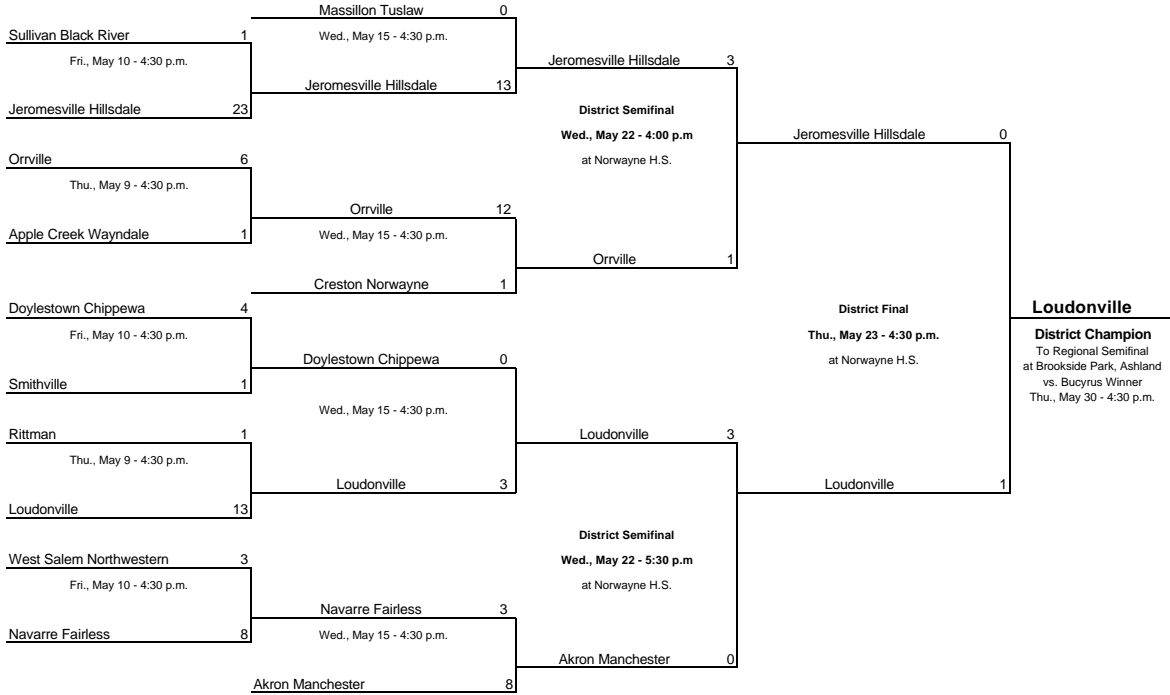 Massillon Tuslaw 0
Sullivan Black River 1
Wed., May 15 - 4:30 p.m.
Fri., May 10 - 4:30 p.m.
Jeromesville Hillsdale 3
Jeromesville Hillsdale 13
Jeromesville Hillsdale 23
District Semifinal
Wed., May 22 - 4:00 p.m
Jeromesville Hillsdale 0
Orrville 6
at Norwayne H.S.
Thu., May 9 - 4:30 p.m.
Orrville 12
Apple Creek Wayndale 1
Wed., May 15 - 4:30 p.m.
Orrville 1
Creston Norwayne 1
Doylestown Chippewa 4
District Final
Loudonville
Fri., May 10 - 4:30 p.m.
Thu., May 23 - 4:30 p.m.
District Champion
To Regional Semifinal
Doylestown Chippewa 0
at Norwayne H.S.
at Brookside Park, Ashland
Smithville 1
vs. Bucyrus Winner
Thu., May 30 - 4:30 p.m.
Wed., May 15 - 4:30 p.m.
Rittman 1
Loudonville 3
Thu., May 9 - 4:30 p.m.
Loudonville 3
Loudonville 1
Loudonville 13
District Semifinal
West Salem Northwestern 3
Wed., May 22 - 5:30 p.m
Fri., May 10 - 4:30 p.m.
at Norwayne H.S.
Navarre Fairless 3
Navarre Fairless 8
Wed., May 15 - 4:30 p.m.
Akron Manchester 0
Akron Manchester 8